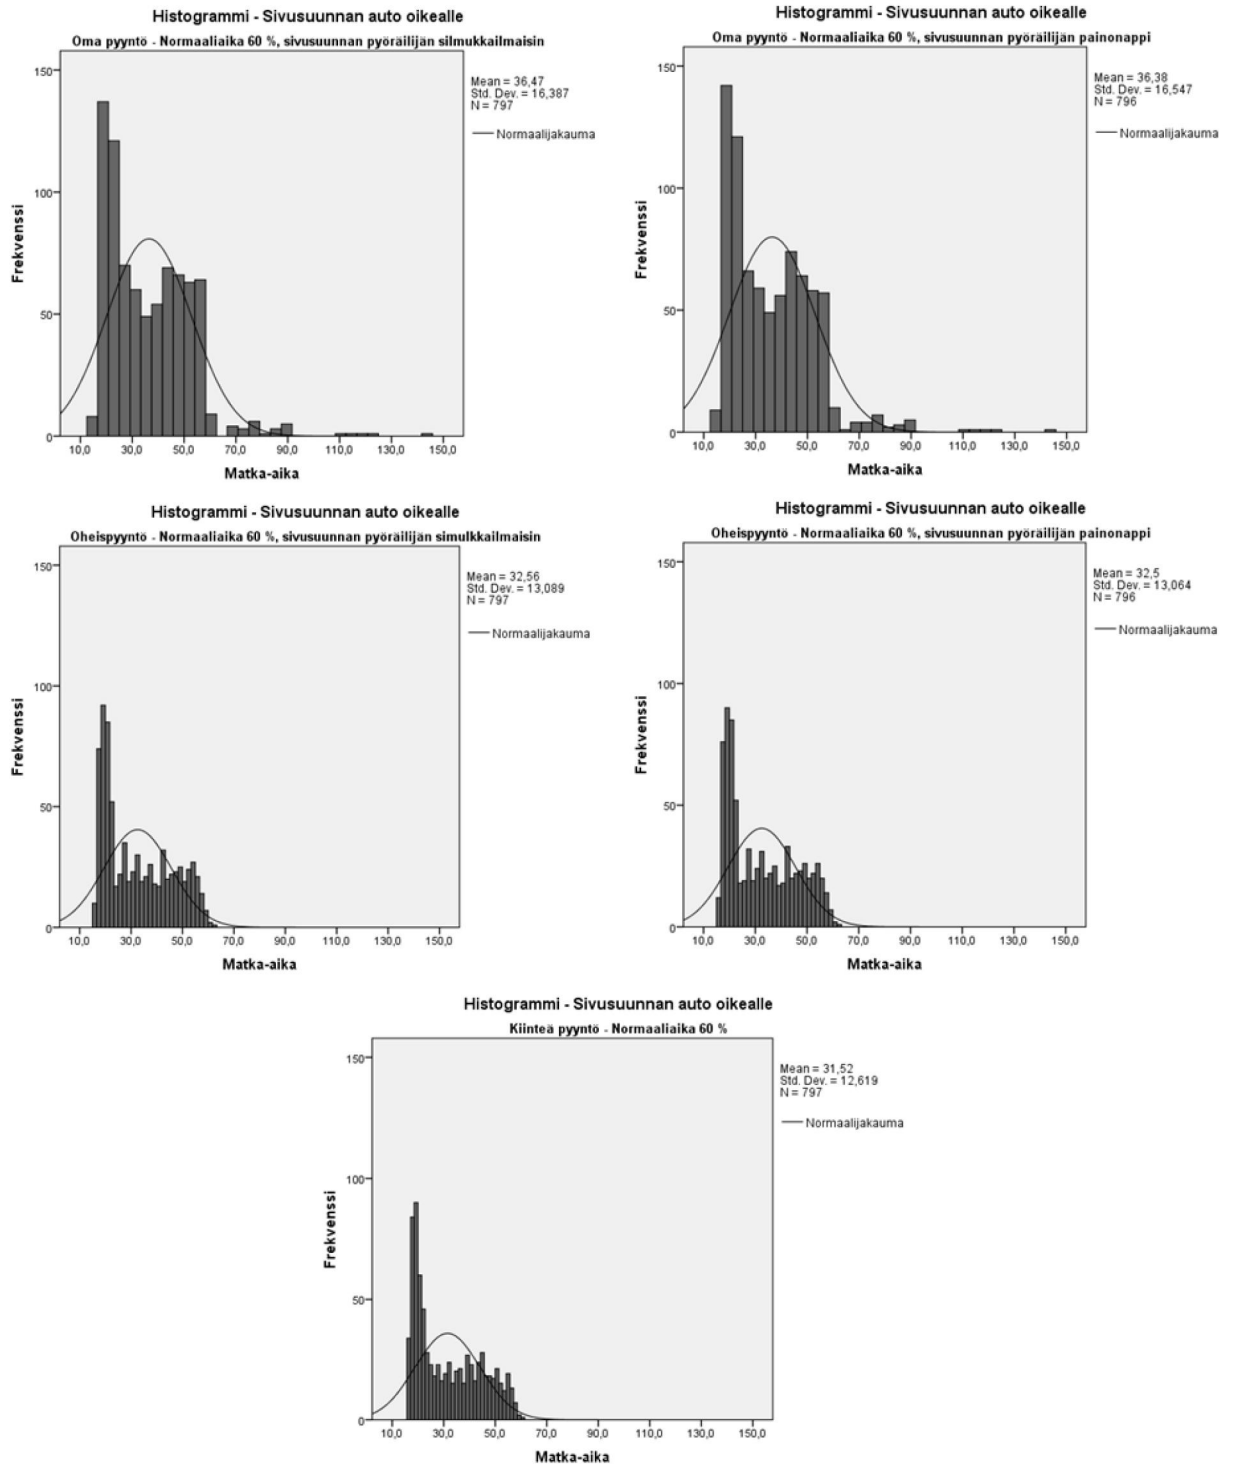 Histogrammi - Sivusuunnan auto oikealle
Oma pyyntö - Normaaliaika 60 %, sivusuunnan pyöräilijän silmukkailmaisin
Mean = 36,47
Std. Dev. = 16,387
N = 797
Normaalijakauma
150
100
50
0
Frekvenssi
10,0 30,0 50,0 70,0 90,0 110,0 130,0 150,0
Matka-aika
Histogrammi - Sivusuunnan auto oikealle
Oma pyyntö - Normaaliaika 60 %, sivusuunnan pyöräilijän painonappi
Mean = 36,38
Std. Dev. = 16,547
N = 796
Normaalijakauma
150
100
50
0
Frekvenssi
10,0 30,0 50,0 70,0 90,0 110,0 130,0 150,0
Matka-aika
Histogrammi - Sivusuunnan auto oikealle
Oheispyyntö - Normaaliaika 60 %, sivusuunnan pyöräilijän simulkkailmaisin
Mean = 32,56
Std. Dev. = 13,089
N = 797
Normaalijakauma
150
100
50
0
Frekvenssi
10,0 30,0 50,0 70,0 90,0 110,0 130,0 150,0
Matka-aika
Histogrammi - Sivusuunnan auto oikealle
Oheispyyntö - Normaaliaika 60 %, sivusuunnan pyöräilijän painonappi
Mean = 32,5
Std. Dev. = 13,064
N = 796
Normaalijakauma
150
100
50
0
Frekvenssi
10,0 30,0 50,0 70,0 90,0 110,0 130,0 150,0
Matka-aika
Histogrammi - Sivusuunnan auto oikealle
Kiinteä pyyntö - Normaaliaika 60 %
Mean = 31,52
Std. Dev. = 12,619
N = 797
Normaalijakauma
150
100
50
0
Frekvenssi
10,0 30,0 50,0 70,0 90,0 110,0 130,0 150,0
Matka-aika